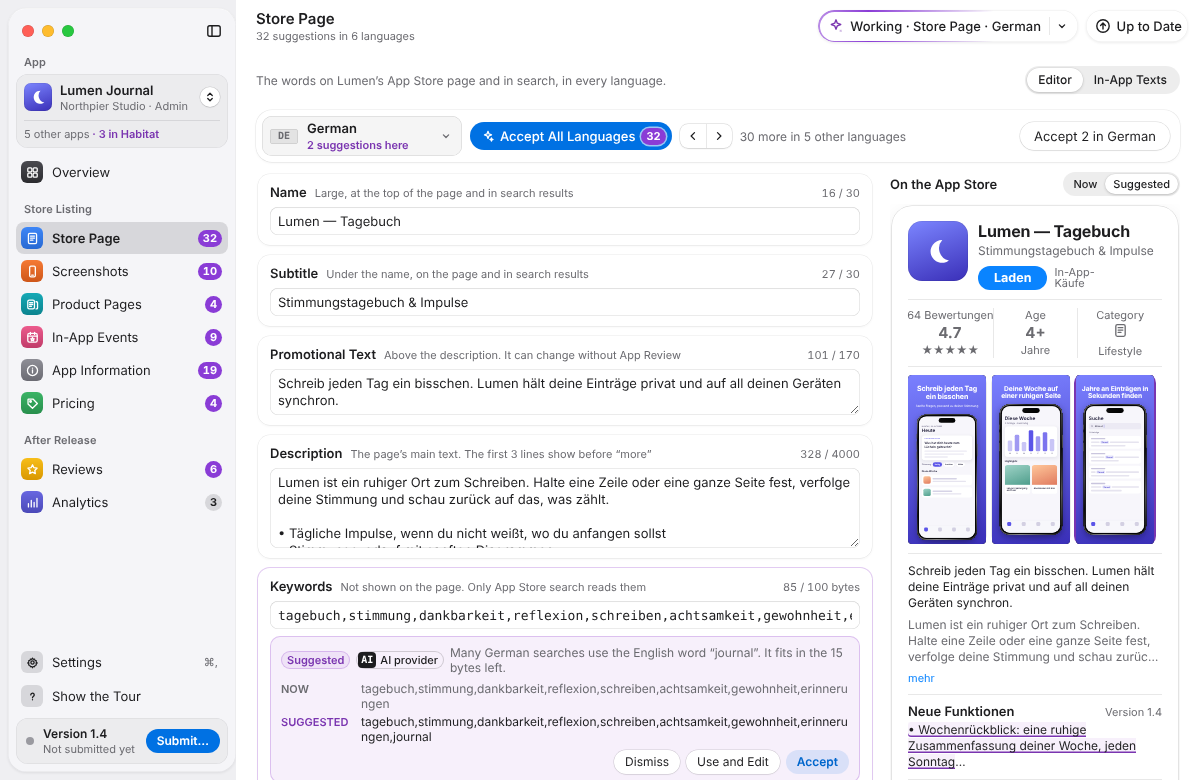 App
Lumen Journal
Northpier Studio · Admin
5 other apps · 3 in Habitat
Overview
Store Listing
Store Page 32
Screenshots 10
Product Pages 4
In-App Events 9
App Information 19
Pricing 4
After Release
Reviews 6
Analytics 3
Settings ⌘,
? Show the Tour
Version 1.4
Not submitted yet
Submit...
Store Page
32 suggestions in 6 languages
Working · Store Page · German
Up to Date
The words on Lumen's App Store page and in search, in every language.
Editor
In-App Texts
DE
German
2 suggestions here
Accept All Languages 32
30 more in 5 other languages
Accept 2 in German
Name Large, at the top of the page and in search results 16 / 30
Lumen — Tagebuch
Subtitle Under the name, on the page and in search results 27 / 30
Stimmungstagebuch & Impulse
Promotional Text Above the description. It can change without App Review 101 / 170
Schreib jeden Tag ein bisschen. Lumen hält deine Einträge privat und auf all deinen Geräten
synchron.
Description The page's main text. The first 3 lines show before “more” 328 / 4000
Lumen ist ein ruhiger Ort zum Schreiben. Halte eine Zeile oder eine ganze Seite fest, verfolge
deine Stimmung und schau zurück auf das, was zählt.
• Tägliche Impulse, wenn du nicht weißt, wo du anfangen sollst
Keywords Not shown on the page. Only App Store search reads them 85 / 100 bytes
tagebuch,stimmung,dankbarkeit,reflexion,schreiben,achtsamkeit,gewohnheit,
Suggested
AI AI provider
Many German searches use the English word “journal”. It fits in the 15
bytes left.
NOW
tagebuch,stimmung,dankbarkeit,reflexion,schreiben,achtsamkeit,gewohnheit,erinneru
ngen
SUGGESTED
tagebuch,stimmung,dankbarkeit,reflexion,schreiben,achtsamkeit,gewohnheit,erinneru
ngen,journal
Dismiss
Use and Edit
Accept
On the App Store
Now
Suggested
Lumen — Tagebuch
Stimmungstagebuch & Impulse
Laden
In-App-
Käufe
64 Bewertungen
4.7
★★★★★
Age
4+
Jahre
Category
Lifestyle
Schreib jeden Tag
ein bisschen
Heute
Deine Woche auf
einer ruhigen Seite
Diese Woche
Jahre an Einträgen in
Sekunden finden
Suche
Schreib jeden Tag ein bisschen. Lumen hält
deine Einträge privat und auf all deinen
Geräten synchron.
Lumen ist ein ruhiger Ort zum Schreiben.
Halte eine Zeile oder eine ganze Seite fest,
verfolge deine Stimmung und schau zurüc...
mehr
Neue Funktionen
Version 1.4
• Wochenrückblick: eine ruhige
Zusammenfassung deiner Woche, jeden
Sonntag...